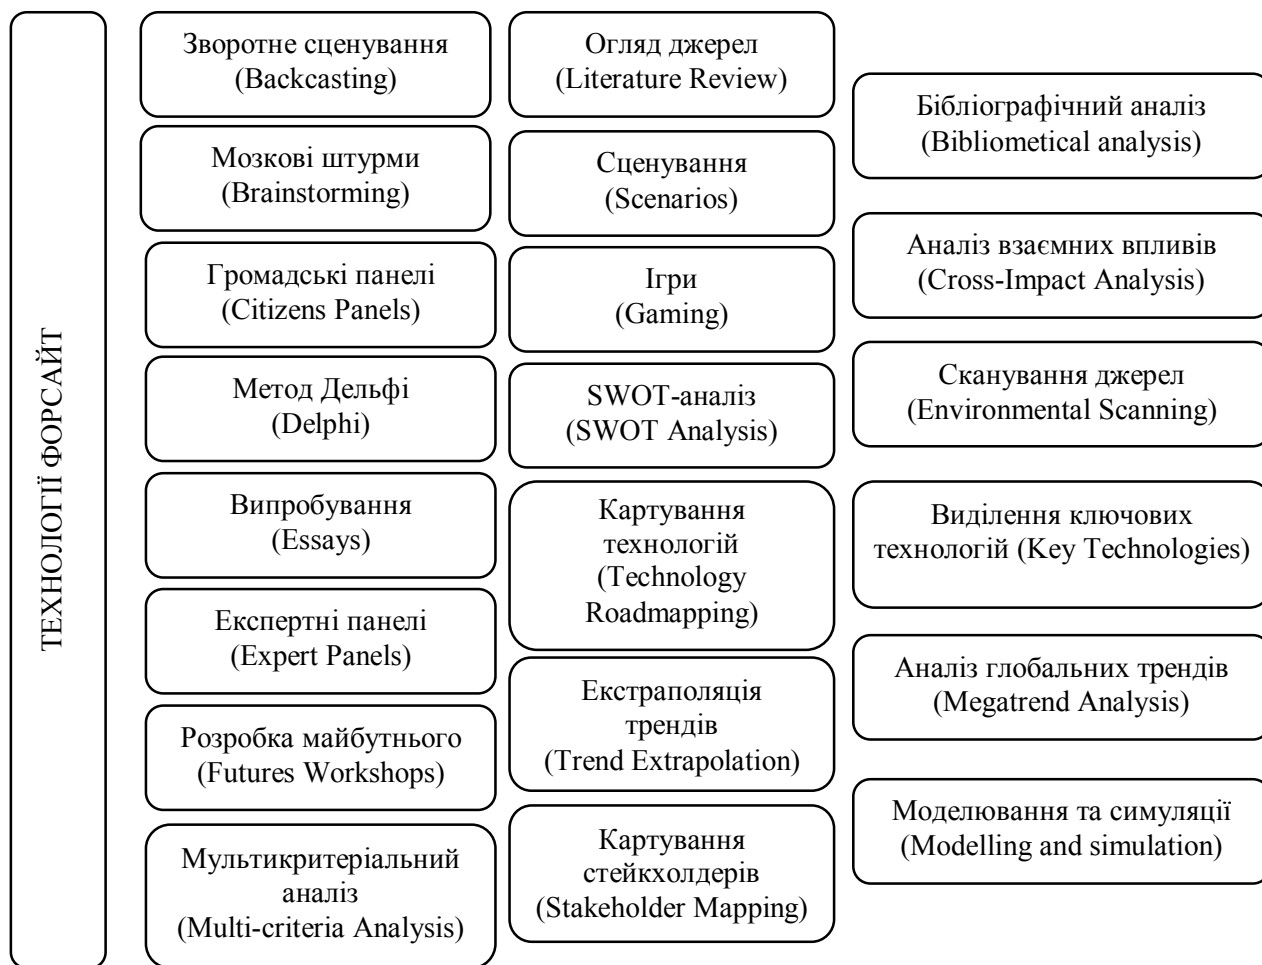 ТЕХНОЛОГІЇ ФОРСАЙТ
Зворотне сценування
(Backcasting)
Мозкові штурми
(Brainstorming)
Громадські панелі
(Citizens Panels)
Метод Дельфі
(Delphi)
Випробування
(Essays)
Експертні панелі
(Expert Panels)
Розробка майбутнього
(Futures Workshops)
Мультикритеріальний
аналіз
(Multi-criteria Analysis)
Огляд джерел
(Literature Review)
Сценування
(Scenarios)
Ігри
(Gaming)
SWOT-аналіз
(SWOT Analysis)
Картування
технологій
(Technology
Roadmapping)
Екстраполяція
трендів
(Trend Extrapolation)
Картування
стейкхолдерів
(Stakeholder Mapping)
Бібліографічний аналіз
(Bibliometical analysis)
Аналіз взаємних впливів
(Cross-Impact Analysis)
Сканування джерел
(Environmental Scanning)
Виділення ключових
технологій (Key Technologies)
Аналіз глобальних трендів
(Megatrend Analysis)
Моделювання та симуляції
(Modelling and simulation)